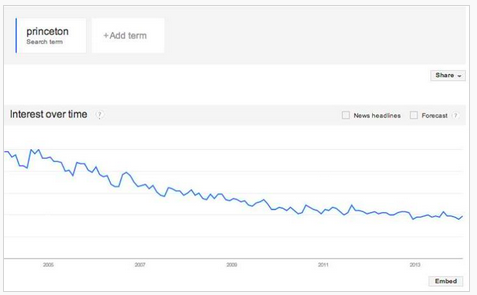 princeton
Search term
+Add term
Share
Interest over time ?
News headlines
Forecast ?
2005 2007 2009 2011 2013
Embed